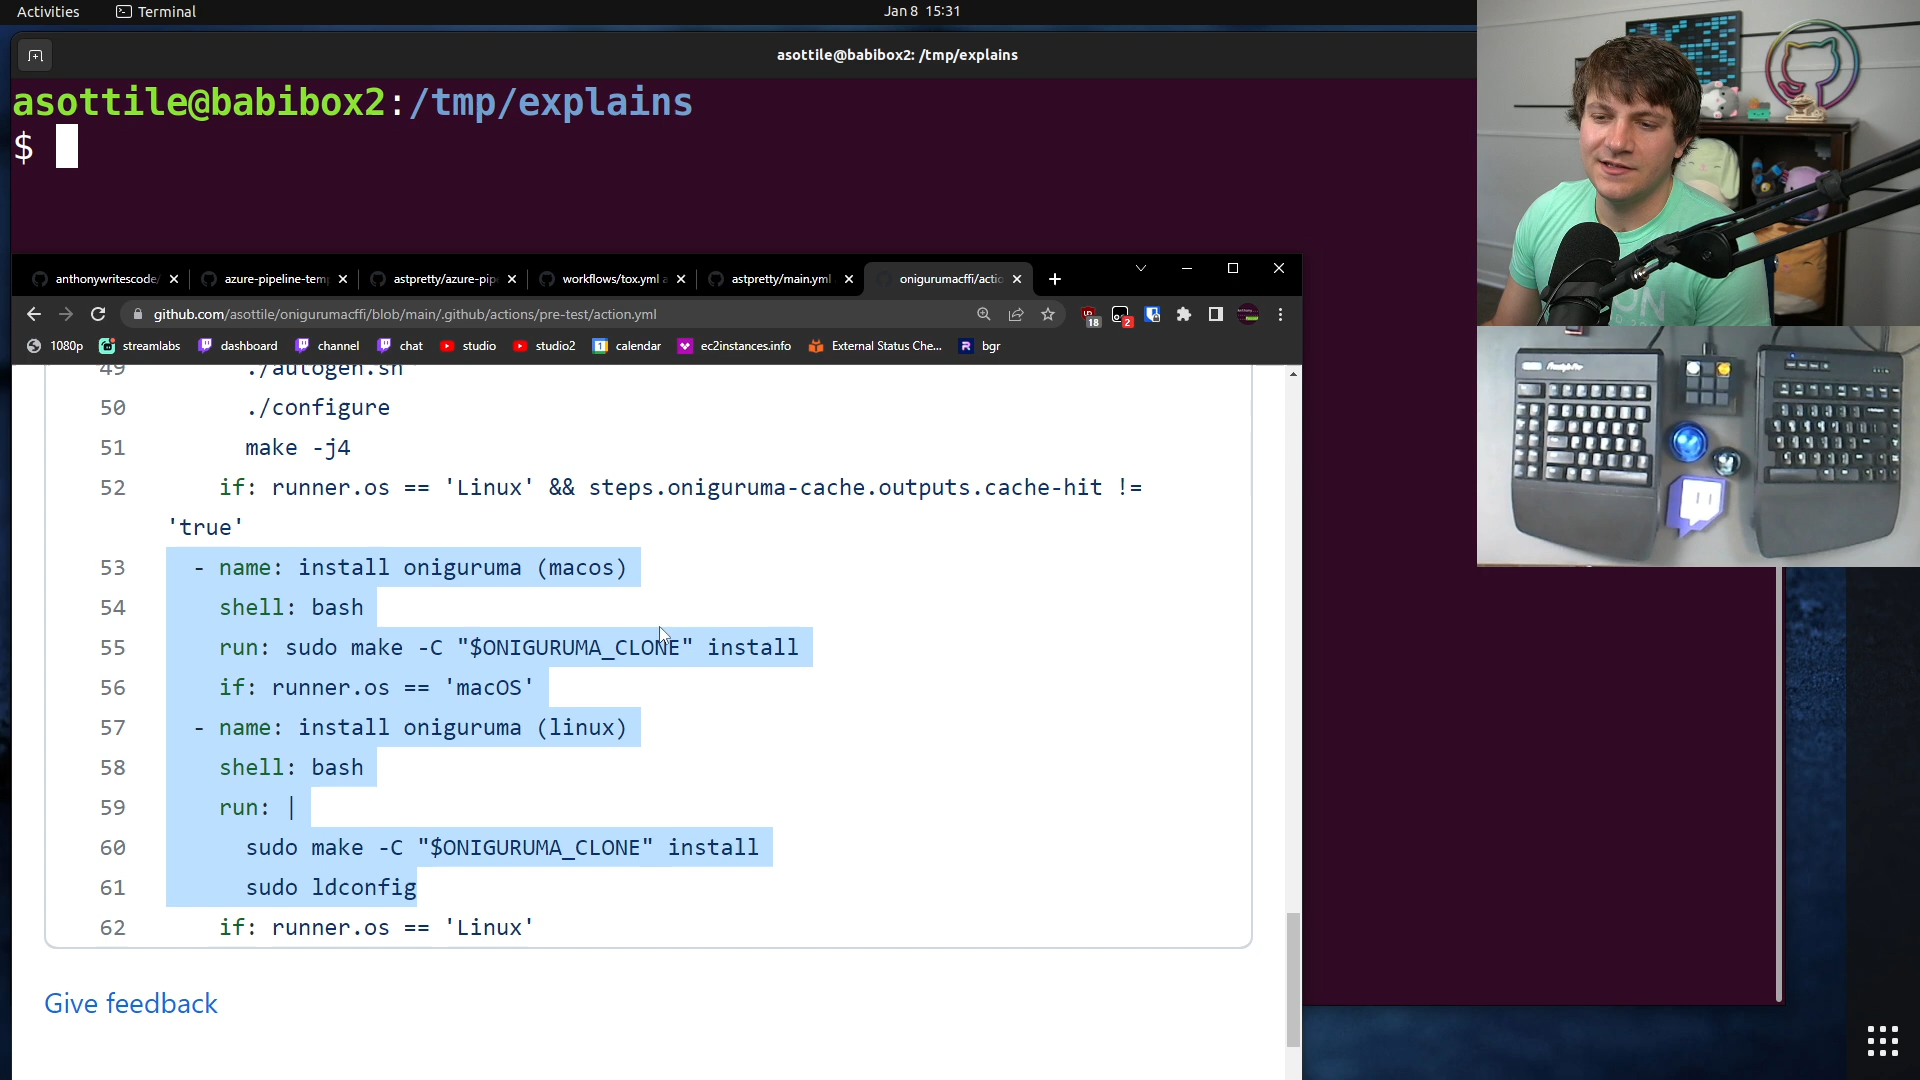 Activities
Terminal
Jan 8 15:31
asottile@babibox2: /tmp/explains
asottile@babibox2:/tmp/explains
$
anthonywritescode/
azure-pipeline-tem
astpretty/azure-pip
workflows/tox.yml
astpretty/main.yml
onigurumacffi/actio
github.com/asottile/onigurumacffi/blob/main/.github/actions/pre-test/action.yml
18
2
1080p
streamlabs
dashboard
channel
chat
studio
studio2
calendar
ec2instances.info
External Status Che...
bgr
49 ./autogen.sh
50 ./configure
51 make -j4
52 if: runner.os == 'Linux' && steps.oniguruma-cache.outputs.cache-hit !=
'true'
53 - name: install oniguruma (macos)
54 shell: bash
55 run: sudo make -C "$ONIGURUMA_CLONE" install
56 if: runner.os == 'macOS'
57 - name: install oniguruma (linux)
58 shell: bash
59 run: |
60 sudo make -C "$ONIGURUMA_CLONE" install
61 sudo ldconfig
62 if: runner.os == 'Linux'
Give feedback